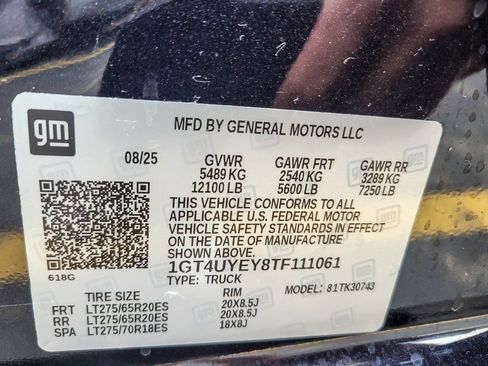 gm
MFD BY GENERAL MOTORS LLC
08/25 GVWR GAWR FRT GAWR RR
5489 KG 2540 KG 3289 KG
12100 LB 5600 LB 7250 LB
THIS VEHICLE CONFORMS TO ALL
APPLICABLE U.S. FEDERAL MOTOR
VEHICLE SAFETY STANDARDS IN EFFECT
ON THE DATE OF MANUFACTURE SHOWN ABOVE.
1GT4UYEY8TF111061
618G TYPE: TRUCK 81TK30743
TIRE SIZE RIM
FRT LT275/65R20ES 20X8.5J
RR LT275/65R20ES 20X8.5J
SPA LT275/70R18ES 18X8J